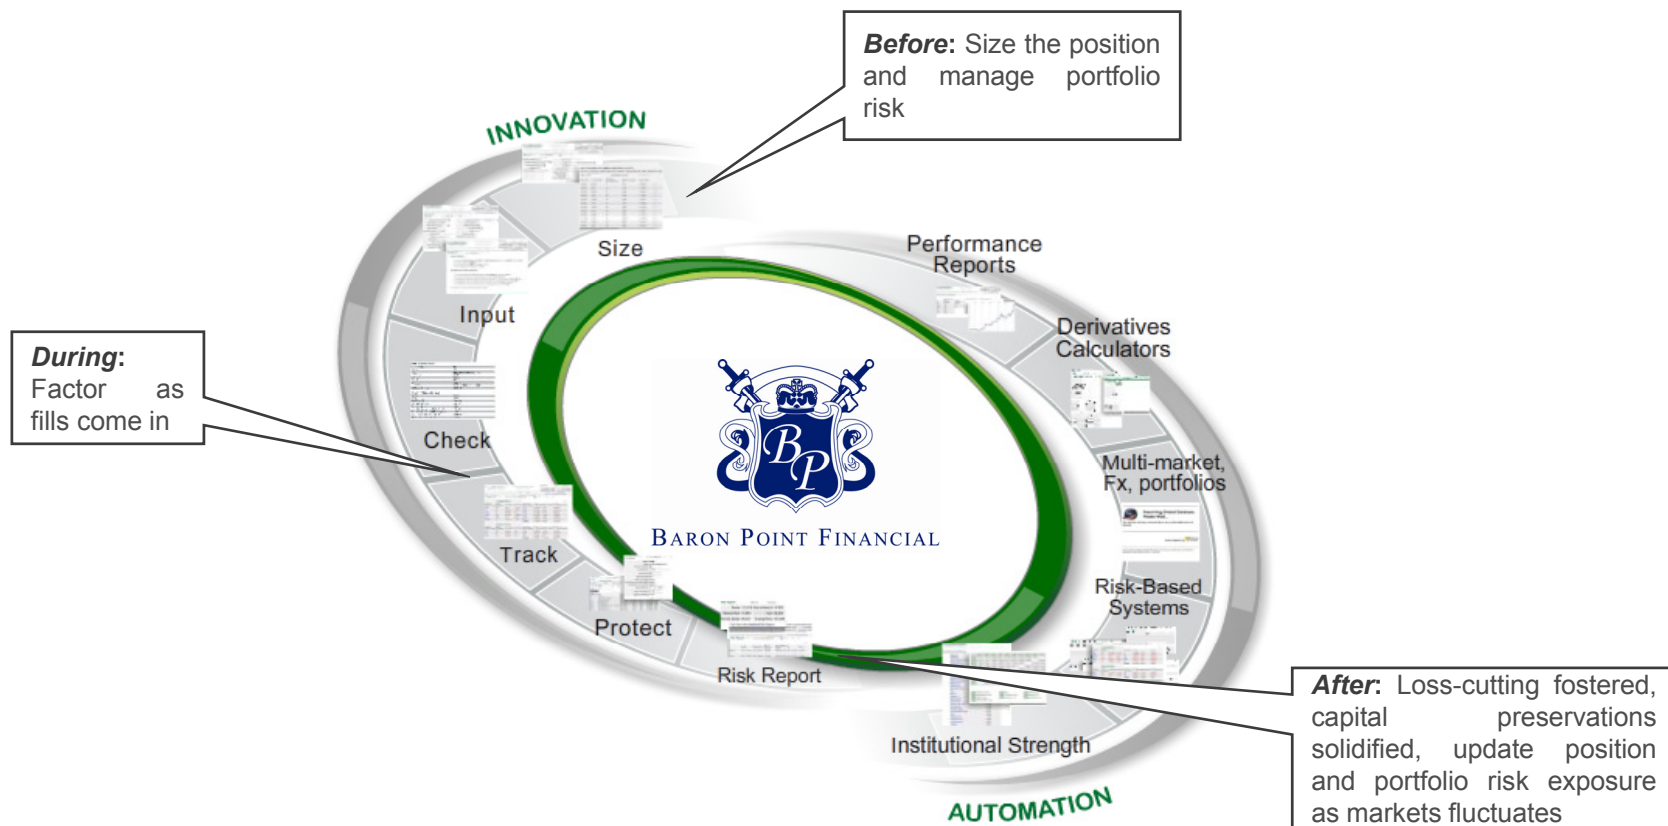 Before: Size the position
and manage portfolio
risk
INNOVATION
Size
Input
Check
Track
Protect
Risk Report
During:
Factor as
fills come in
Performance
Reports
Derivatives
Calculators
Multi-market,
Fx, portfolios
Risk-Based
Systems
Institutional Strength
AUTOMATION
BP
BARON POINT FINANCIAL
After: Loss-cutting fostered,
capital preservations
solidified, update position
and portfolio risk exposure
as markets fluctuates